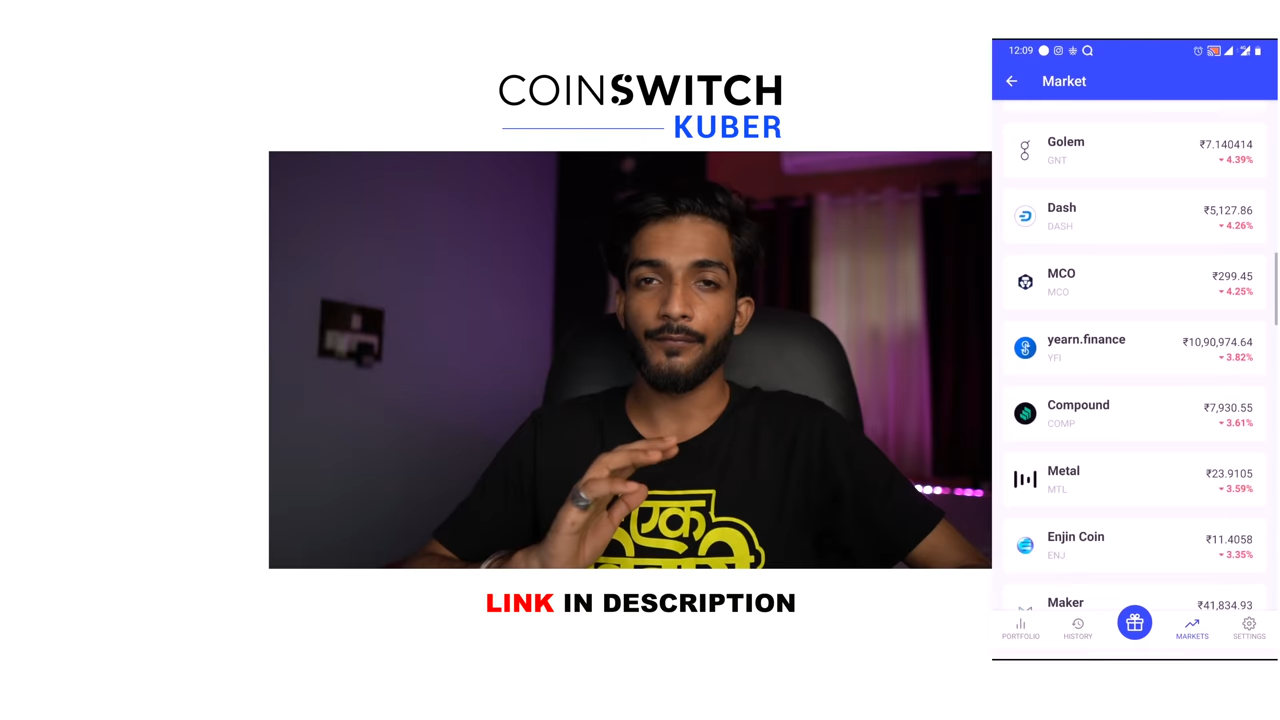 COINSWITCH
KUBER
एक
LINK IN DESCRIPTION
12:09
Market
Golem
₹7.140414
GNT
4.39%
Dash
₹5,127.86
DASH
4.26%
MCO
₹299.45
MCO
4.25%
yearn.finance
₹10,90,974.64
YFI
3.82%
Compound
₹7,930.55
COMP
3.61%
Metal
₹23.9105
MTL
3.59%
Enjin Coin
₹11.4058
ENJ
3.35%
Maker
₹41,834.93
PORTFOLIO
HISTORY
MARKETS
SETTINGS